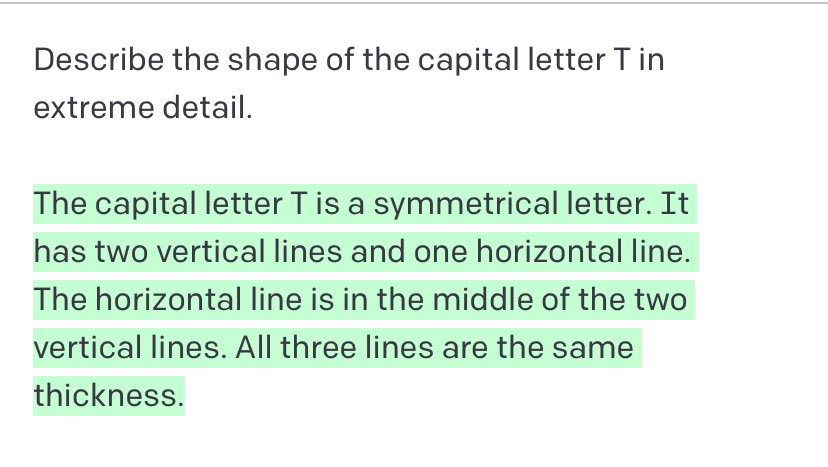 Describe the shape of the capital letter T in
extreme detail.
The capital letter T is a symmetrical letter. It
has two vertical lines and one horizontal line.
The horizontal line is in the middle of the two
vertical lines. All three lines are the same
thickness.